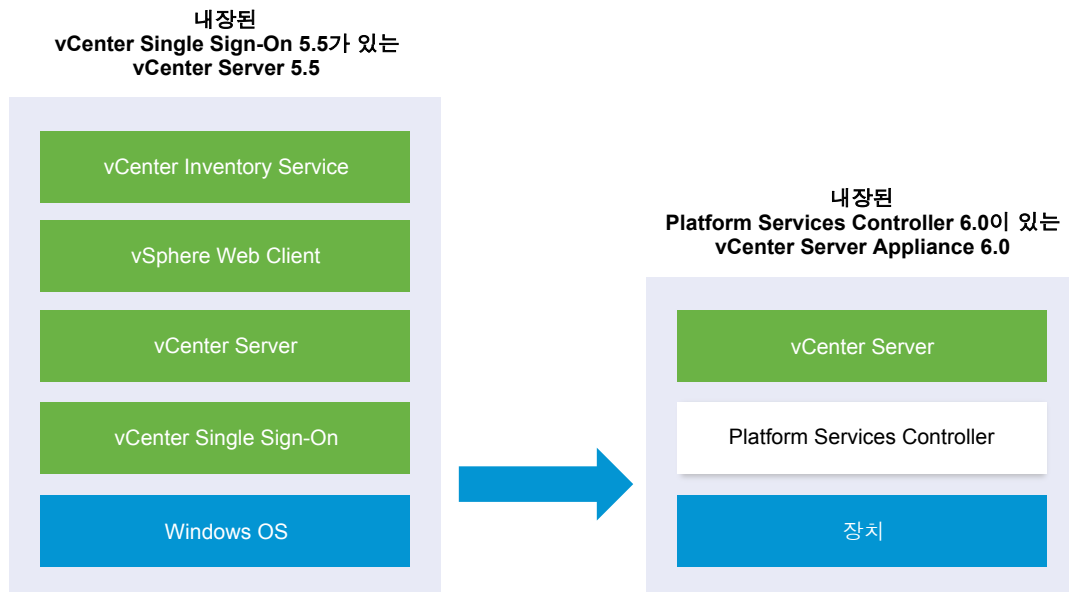 내장된
vCenter Single Sign-On 5.5가 있는
vCenter Server 5.5
vCenter Inventory Service
vSphere Web Client
vCenter Server
vCenter Single Sign-On
Windows OS
내장된
Platform Services Controller 6.0이 있는
vCenter Server Appliance 6.0
vCenter Server
Platform Services Controller
장치